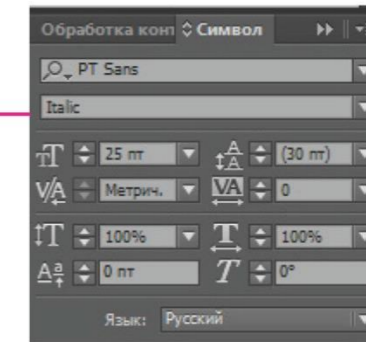 Обработка конт Символ
PT Sans
Italic
25 пт (30 пт)
Метрич. 0
100% 100%
0 пт 0°
Язык: Русский